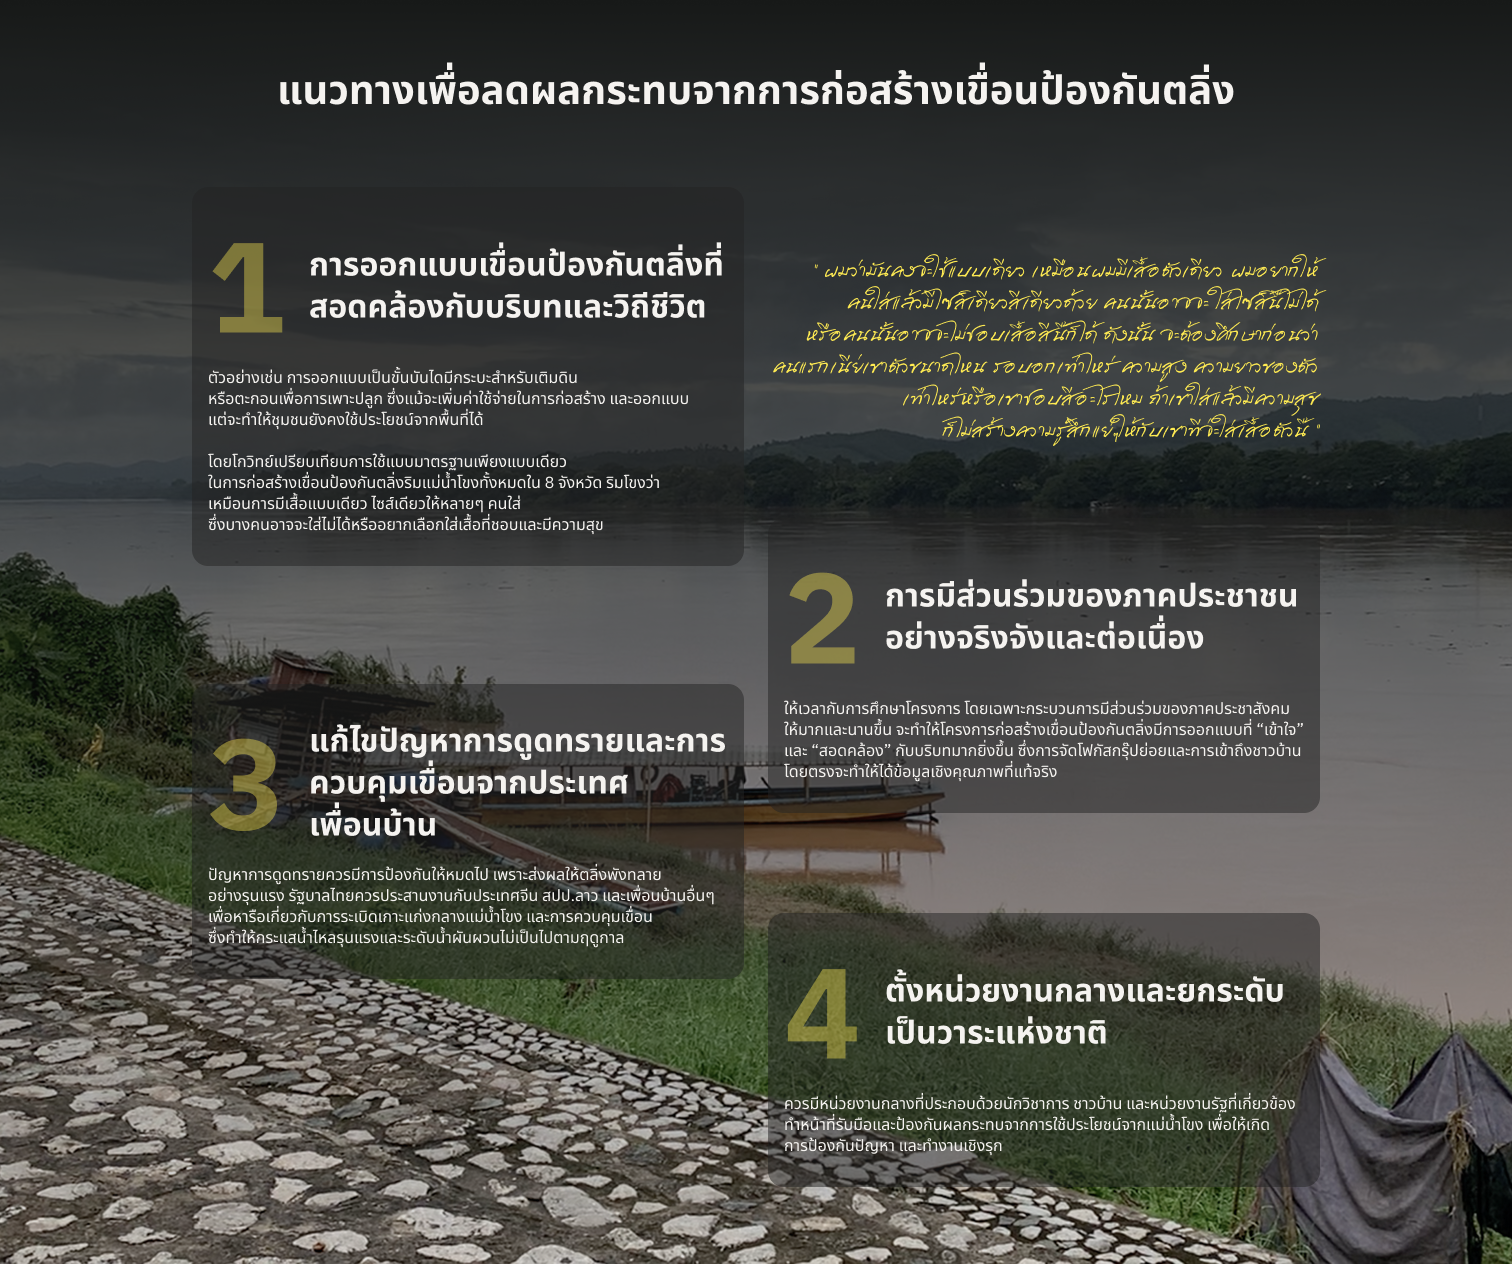 แนวทางเพื่อลดผลกระทบจากการก่อสร้างเขื่อนป้องกันตลิ่ง
1
การออกแบบเขื่อนป้องกันตลิ่งที่
สอดคล้องกับบริบทและวิถีชีวิต
ตัวอย่างเช่น การออกแบบเป็นขั้นบันไดมีกระบะสำหรับเติมดิน
หรือตะกอนเพื่อการเพาะปลูก ซึ่งแม้จะเพิ่มค่าใช้จ่ายในการก่อสร้าง และออกแบบ
แต่จะทำให้ชุมชนยังคงใช้ประโยชน์จากพื้นที่ได้
โดยโกวิทย์เปรียบเทียบการใช้แบบมาตรฐานเพียงแบบเดียว
ในการก่อสร้างเขื่อนป้องกันตลิ่งริมแม่น้ำโขงทั้งหมดใน 8 จังหวัด ริมโขงว่า
เหมือนการมีเสื้อแบบเดียว ไซส์เดียวให้หลายๆ คนใส่
ซึ่งบางคนอาจจะใส่ไม่ได้หรืออยากเลือกใส่เสื้อที่ชอบและมีความสุข
" ผมว่ามันคงจะใช้แบบเดียว เหมือนผมมีเสื้อตัวเดียว ผมอยากให้
คนใส่แล้วมีไซส์เดียวสีเดียวด้วย คนนั้นอาจจะใส่ไซส์นี้ไม่ได้
หรือคนนั้นอาจจะไม่ชอบเสื้อสีนี้ก็ได้ ดังนั้น จะต้องศึกษาก่อนว่า
คนแรกเนี่ยเขาตัวขนาดไหน รอบอกเท่าไหร่ ความสูง ความยาวของตัว
เท่าไหร่หรือเขาชอบสีอะไรไหม ถ้าเขาใส่แล้วมีความสุข
ก็ไม่สร้างความรู้สึกแย่ๆให้กับเขาที่จะใส่เสื้อตัวนี้ "
2
การมีส่วนร่วมของภาคประชาชน
อย่างจริงจังและต่อเนื่อง
ให้เวลากับการศึกษาโครงการ โดยเฉพาะกระบวนการมีส่วนร่วมของภาคประชาสังคม
ให้มากและนานขึ้น จะทำให้โครงการก่อสร้างเขื่อนป้องกันตลิ่งมีการออกแบบที่ “เข้าใจ”
และ “สอดคล้อง” กับบริบทมากยิ่งขึ้น ซึ่งการจัดโฟกัสกรุ๊ปย่อยและการเข้าถึงชาวบ้าน
โดยตรงจะทำให้ได้ข้อมูลเชิงคุณภาพที่แท้จริง
3
แก้ไขปัญหาการดูดทรายและการ
ควบคุมเขื่อนจากประเทศ
เพื่อนบ้าน
ปัญหาการดูดทรายควรมีการป้องกันให้หมดไป เพราะส่งผลให้ตลิ่งพังทลาย
อย่างรุนแรง รัฐบาลไทยควรประสานงานกับประเทศจีน สปป.ลาว และเพื่อนบ้านอื่นๆ
เพื่อหารือเกี่ยวกับการระเบิดเกาะแก่งกลางแม่น้ำโขง และการควบคุมเขื่อน
ซึ่งทำให้กระแสน้ำไหลรุนแรงและระดับน้ำผันผวนไม่เป็นไปตามฤดูกาล
4
ตั้งหน่วยงานกลางและยกระดับ
เป็นวาระแห่งชาติ
ควรมีหน่วยงานกลางที่ประกอบด้วยนักวิชาการ ชาวบ้าน และหน่วยงานรัฐที่เกี่ยวข้อง
ทำหน้าที่รับมือและป้องกันผลกระทบจากการใช้ประโยชน์จากแม่น้ำโขง เพื่อให้เกิด
การป้องกันปัญหา และทำงานเชิงรุก